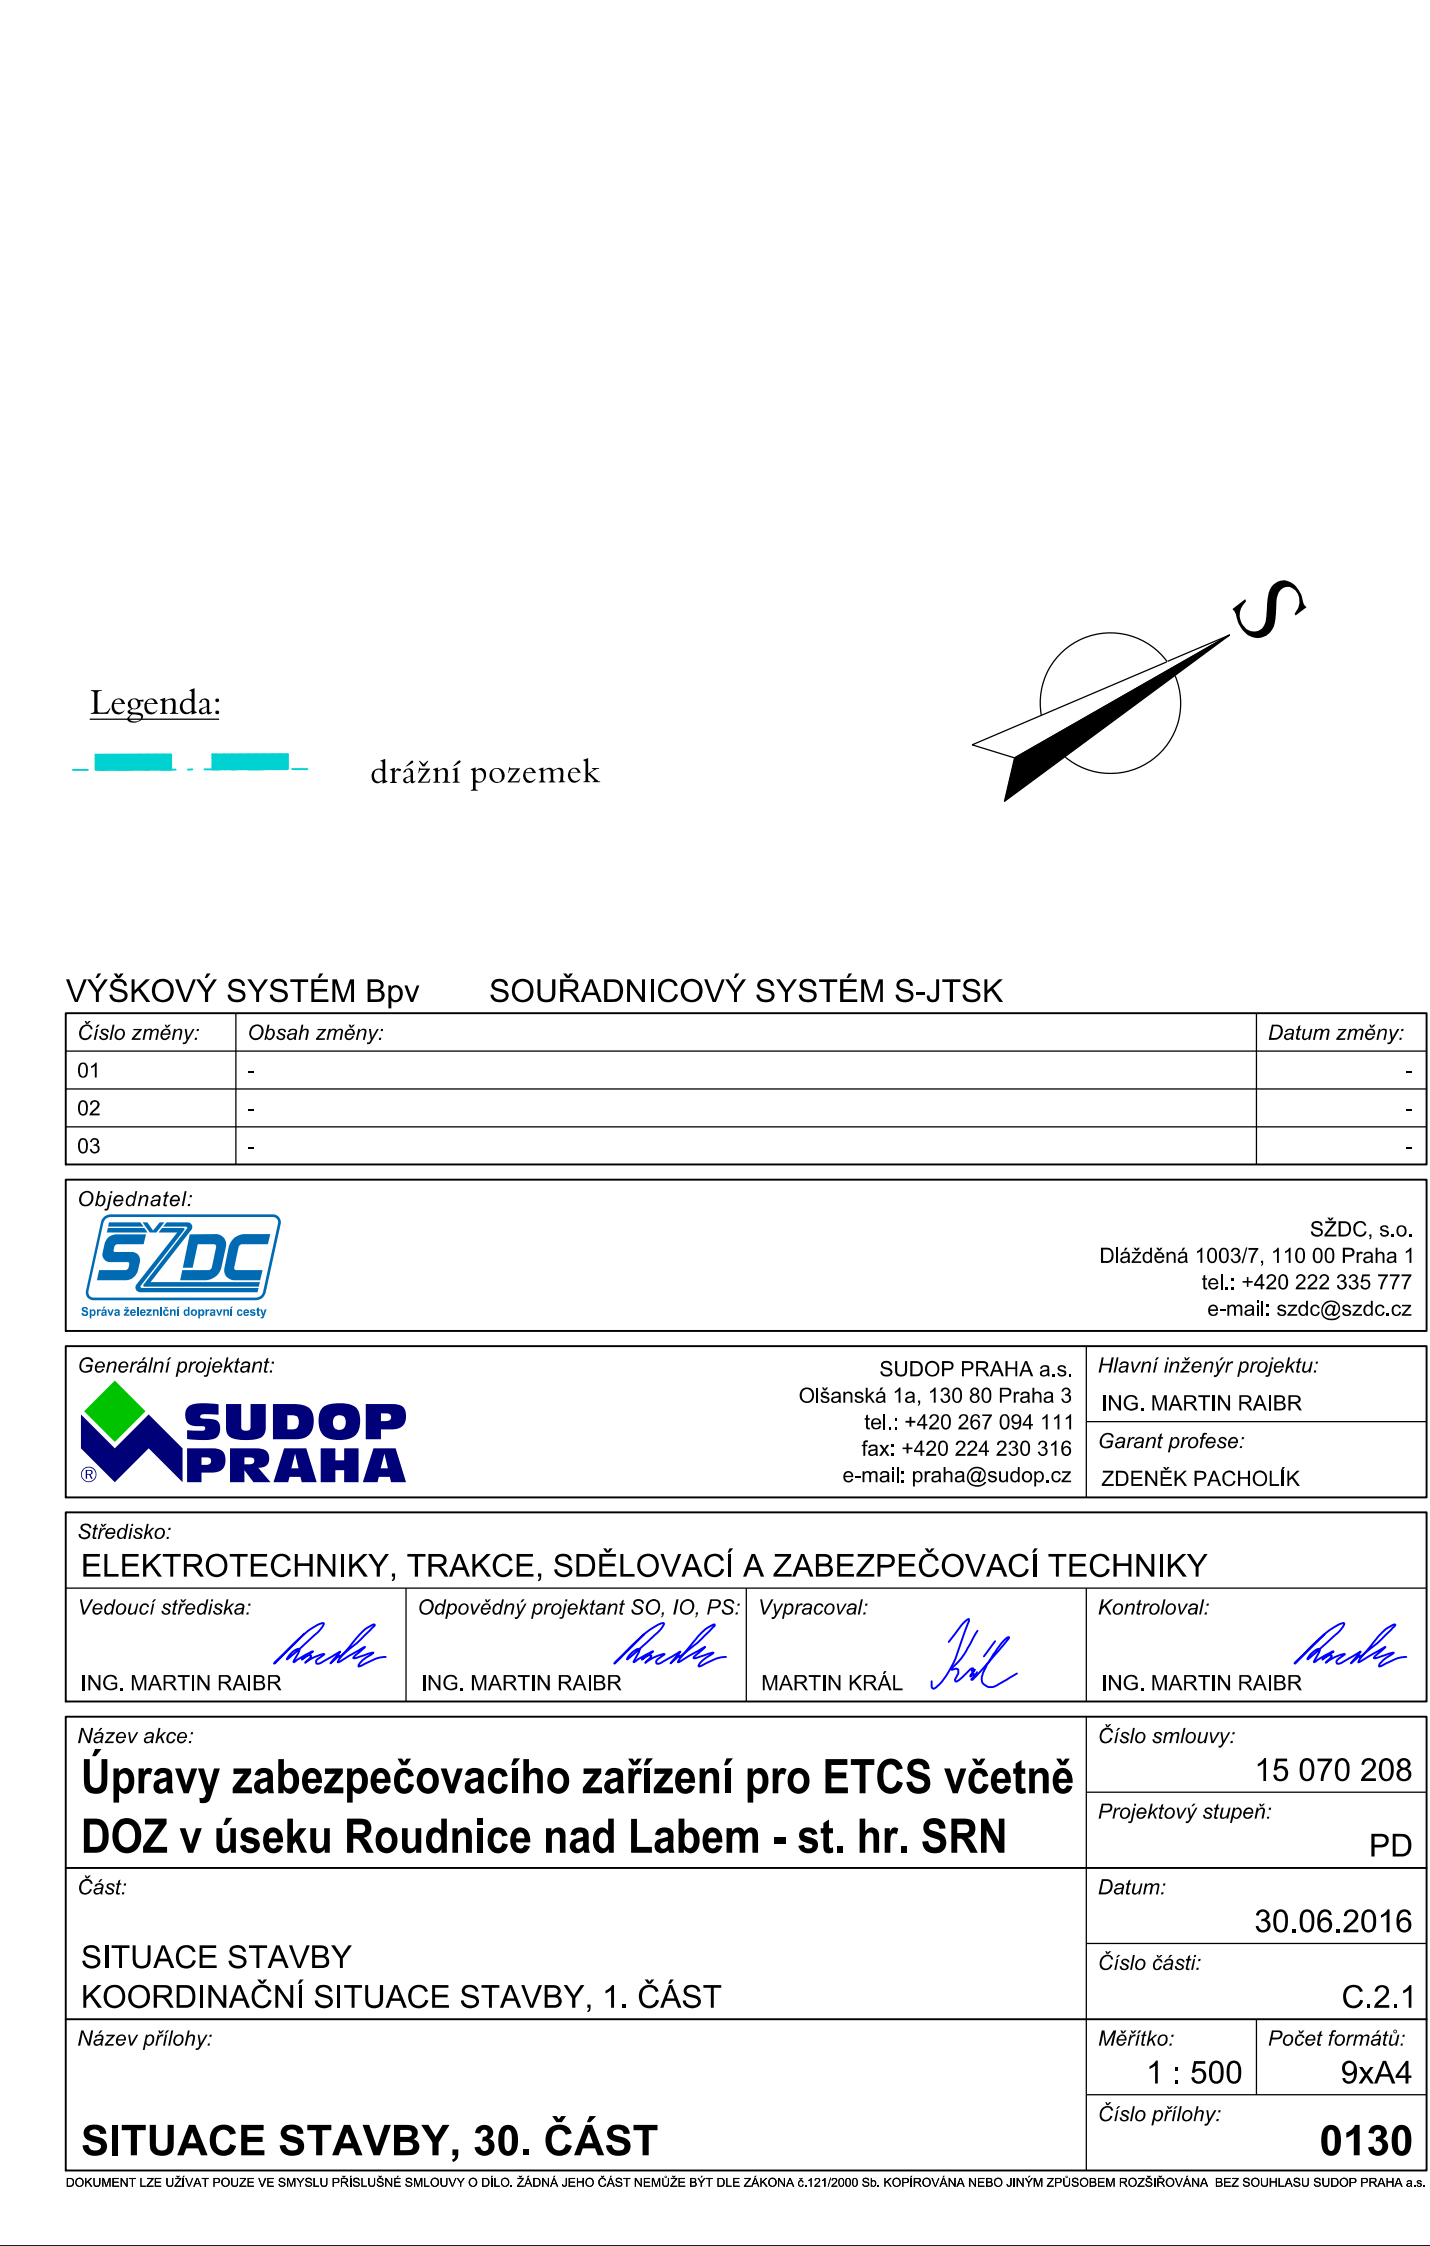 S
Legenda:
drážní pozemek
VÝŠKOVÝ SYSTÉM Bpv SOUŘADNICOVÝ SYSTÉM S-JTSK
Číslo změny: Obsah změny: Datum změny:
01 - -
02 - -
03 - -
Objednatel:
SŽDC
Správa železniční dopravní cesty
SŽDC, s.o.
Dlážděná 1003/7, 110 00 Praha 1
tel.: +420 222 335 777
e-mail: szdc@szdc.cz
Generální projektant:
SUDOP
PRAHA
®
SUDOP PRAHA a.s.
Olšanská 1a, 130 80 Praha 3
tel.: +420 267 094 111
fax: +420 224 230 316
e-mail: praha@sudop.cz
Hlavní inženýr projektu:
ING. MARTIN RAIBR
Garant profese:
ZDENĚK PACHOLÍK
Středisko:
ELEKTROTECHNIKY, TRAKCE, SDĚLOVACÍ A ZABEZPEČOVACÍ TECHNIKY
Vedoucí střediska: Odpovědný projektant SO, IO, PS: Vypracoval: Kontroloval:
Král
ING. MARTIN RAIBR ING. MARTIN RAIBR MARTIN KRÁL ING. MARTIN RAIBR
Název akce:
Úpravy zabezpečovacího zařízení pro ETCS včetně
DOZ v úseku Roudnice nad Labem - st. hr. SRN
Číslo smlouvy:
15 070 208
Projektový stupeň:
PD
Část:
SITUACE STAVBY
KOORDINAČNÍ SITUACE STAVBY, 1. ČÁST
Datum:
30.06.2016
Číslo části:
C.2.1
Název přílohy:
SITUACE STAVBY, 30. ČÁST
Měřítko: Počet formátů:
1 : 500 9xA4
Číslo přílohy:
0130
DOKUMENT LZE UŽÍVAT POUZE VE SMYSLU PŘÍSLUŠNÉ SMLOUVY O DÍLO. ŽÁDNÁ JEHO ČÁST NEMŮŽE BÝT DLE ZÁKONA č.121/2000 Sb. KOPÍROVÁNA NEBO JINÝM ZPŮSOBEM ROZŠIŘOVÁNA BEZ SOUHLASU SUDOP PRAHA a.s.